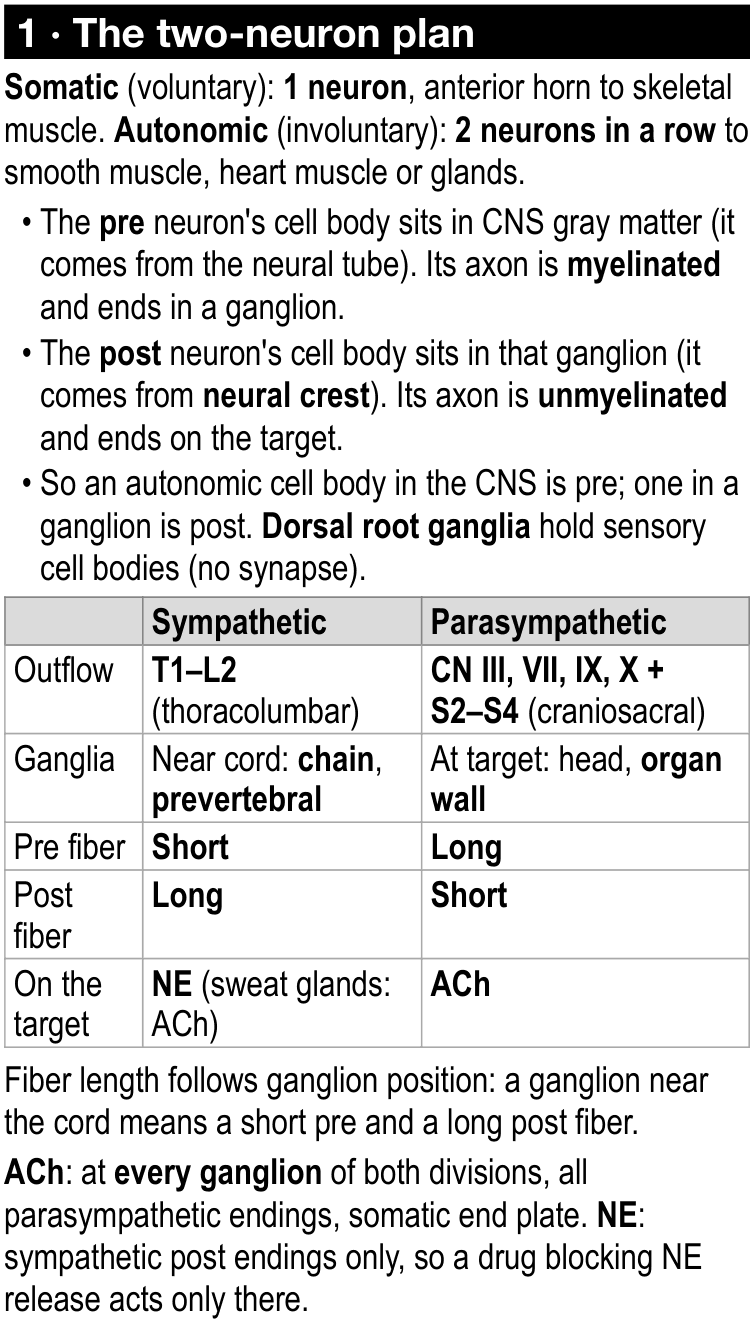 1 · The two-neuron plan
Somatic (voluntary): 1 neuron, anterior horn to skeletal
muscle. Autonomic (involuntary): 2 neurons in a row to
smooth muscle, heart muscle or glands.
• The pre neuron's cell body sits in CNS gray matter (it
comes from the neural tube). Its axon is myelinated
and ends in a ganglion.
• The post neuron's cell body sits in that ganglion (it
comes from neural crest). Its axon is unmyelinated
and ends on the target.
• So an autonomic cell body in the CNS is pre; one in a
ganglion is post. Dorsal root ganglia hold sensory
cell bodies (no synapse).
Sympathetic Parasympathetic
Outflow T1–L2 CN III, VII, IX, X +
(thoracolumbar) S2–S4 (craniosacral)
Ganglia Near cord: chain, At target: head, organ
prevertebral wall
Pre fiber Short Long
Post Long Short
fiber
On the NE (sweat glands: ACh
target ACh)
Fiber length follows ganglion position: a ganglion near
the cord means a short pre and a long post fiber.
ACh: at every ganglion of both divisions, all
parasympathetic endings, somatic end plate. NE:
sympathetic post endings only, so a drug blocking NE
release acts only there.